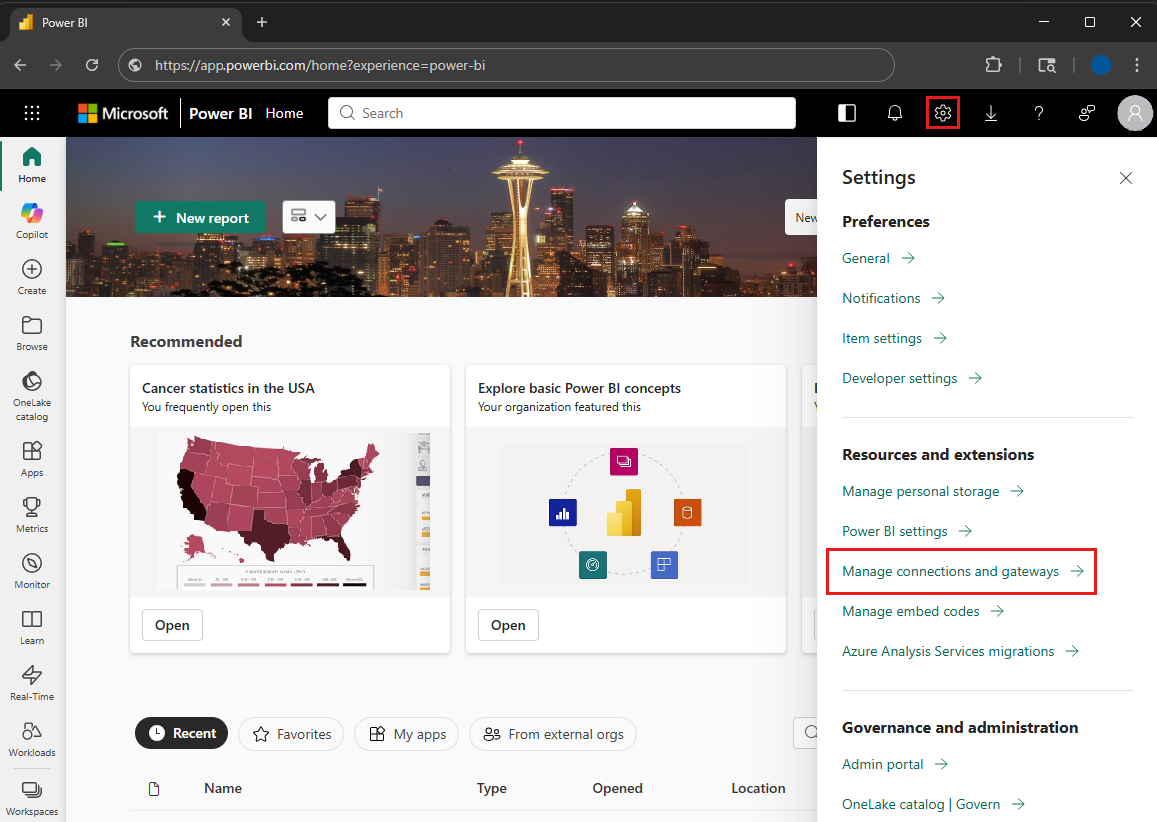 Power BI
https://app.powerbi.com/home?experience=power-bi
Microsoft
Power BI
Home
Search
Home
Copilot
Create
Browse
OneLake
catalog
Apps
Metrics
Monitor
Learn
Real-Time
Workloads
Workspaces
New report
New
Recommended
Cancer statistics in the USA
You frequently open this
Open
Explore basic Power BI concepts
Your organization featured this
Open
Recent
Favorites
My apps
From external orgs
Name
Type
Opened
Location
Settings
Preferences
General
Notifications
Item settings
Developer settings
Resources and extensions
Manage personal storage
Power BI settings
Manage connections and gateways
Manage embed codes
Azure Analysis Services migrations
Governance and administration
Admin portal
OneLake catalog | Govern